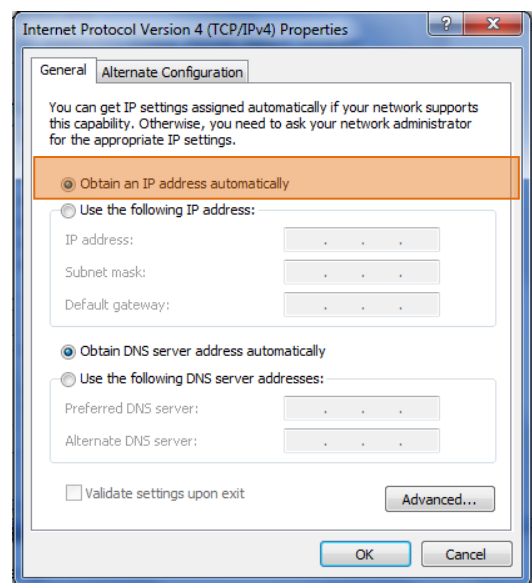 Internet Protocol Version 4 (TCP/IPv4) Properties
General
Alternate Configuration
You can get IP settings assigned automatically if your network supports
this capability. Otherwise, you need to ask your network administrator
for the appropriate IP settings.
Obtain an IP address automatically
Use the following IP address:
IP address:
Subnet mask:
Default gateway:
Obtain DNS server address automatically
Use the following DNS server addresses:
Preferred DNS server:
Alternate DNS server:
Validate settings upon exit
Advanced...
OK
Cancel